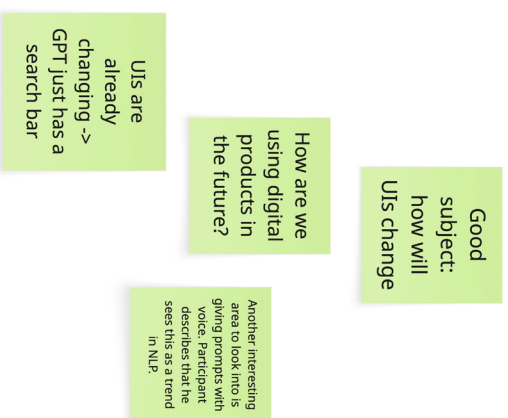 Good
subject:
how will
UIs change
How are we
using digital
products in
the future?
Another interesting
area to look into is
giving prompts with
voice. Participant
describes that he
sees this as a trend
in NLP.
UIs are
already
changing ->
GPT just has a
search bar